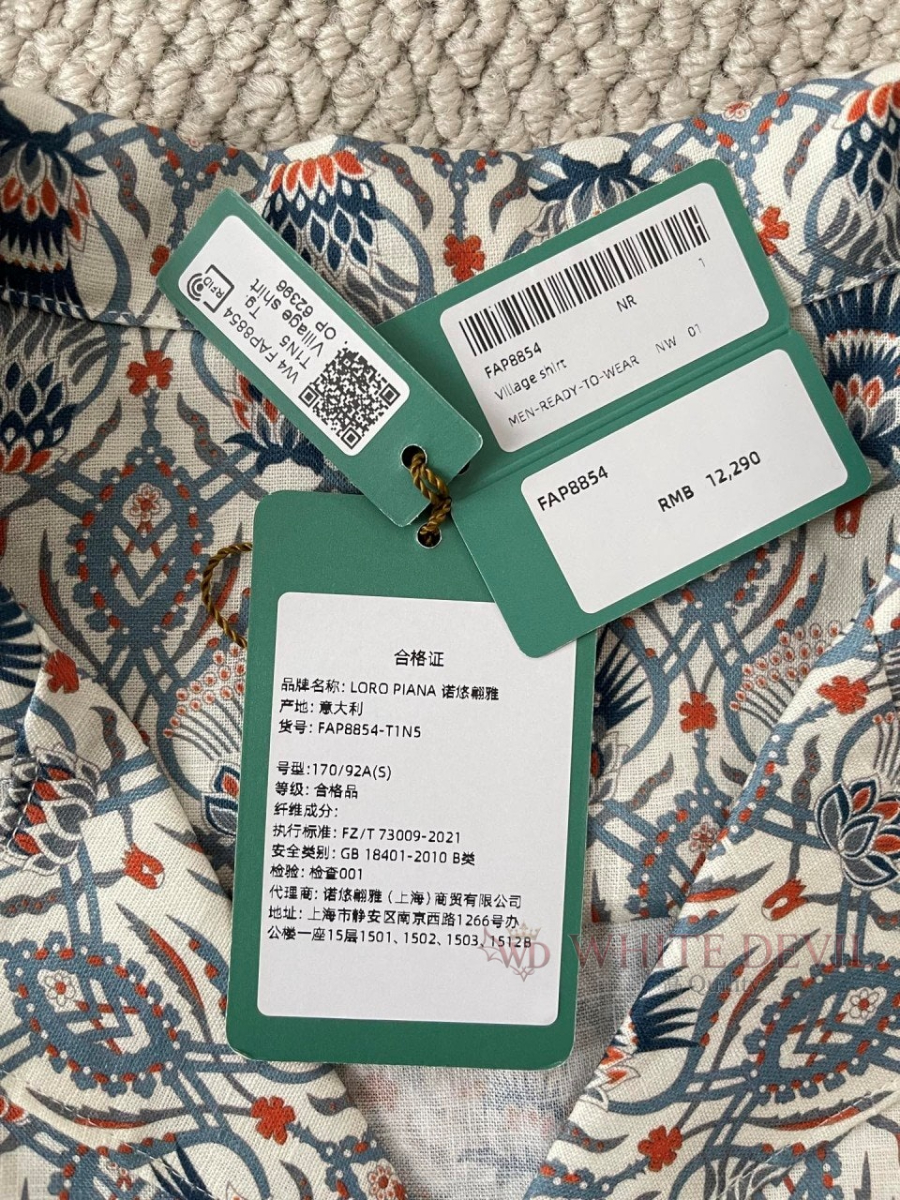 RFID
W4 FAP8854
T1N5 Tg.
Village shirt
OP 62398
NR 1
FAP8854
Village shirt
MEN-READY-TO-WEAR NW 01
FAP8854
RMB 12,290
合格证
品牌名称: LORO PIANA 诺悠翩雅
产地: 意大利
货号: FAP8854-T1N5
号型:170/92A(S)
等级: 合格品
纤维成分:
执行标准: FZ/T 73009-2021
安全类别: GB 18401-2010 B类
检验: 检查001
代理商: 诺悠翩雅 (上海) 商贸有限公司
地址: 上海市静安区南京西路1266号办
公楼一座15层1501、1502、1503、1512B
WD WHITE DEVIL
Quality